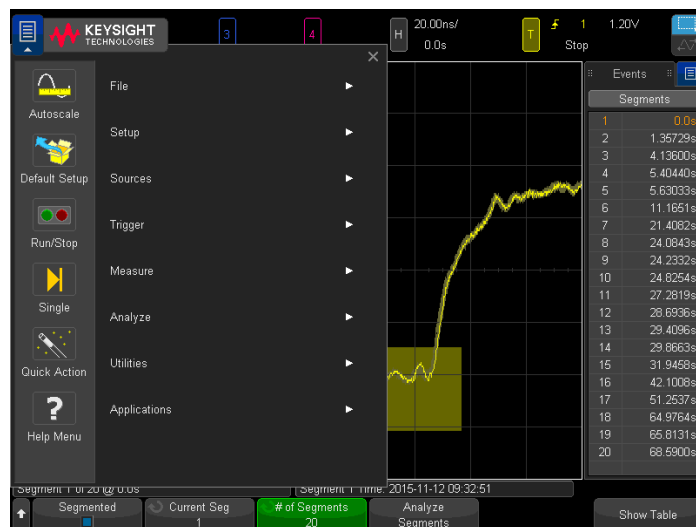 KEYSIGHT
TECHNOLOGIES
3
4
H
20.00ns/
0.0s
T
1
1.20V
Stop
Autoscale
Default Setup
Run/Stop
Single
Quick Action
?
Help Menu
File
Setup
Sources
Trigger
Measure
Analyze
Utilities
Applications
Events
Segments
1 0.0s
2 1.35729s
3 4.13600s
4 5.40440s
5 5.63033s
6 11.1651s
7 21.4082s
8 24.0843s
9 24.2332s
10 24.8254s
11 27.2819s
12 28.6936s
13 29.4096s
14 29.8663s
15 31.9458s
16 42.1008s
17 51.2537s
18 64.9764s
19 65.8131s
20 68.5900s
Segment 1 of 20 @ 0.0s
Segment 1 Time: 2015-11-12 09:32:51
Segmented
Current Seg
1
# of Segments
20
Analyze
Segments
Show Table